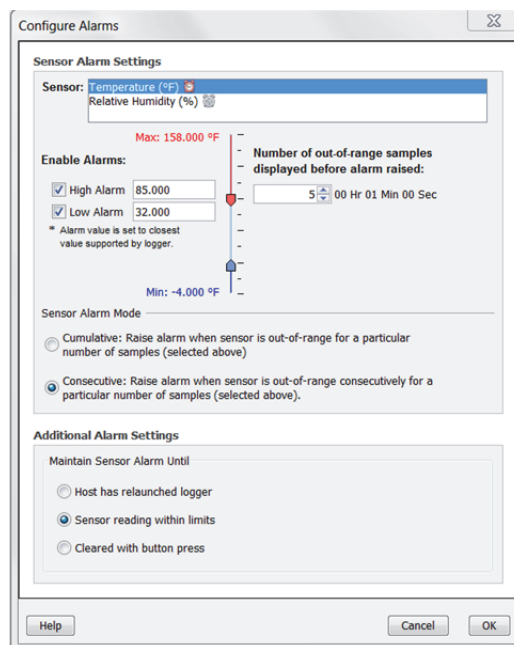 Configure Alarms
Sensor Alarm Settings
Sensor: Temperature (ºF)
Relative Humidity (%)
Max: 158.000 ºF
Enable Alarms:
Number of out-of-range samples
displayed before alarm raised:
High Alarm 85.000
5 00 Hr 01 Min 00 Sec
Low Alarm 32.000
* Alarm value is set to closest
value supported by logger.
Min: -4.000 ºF
Sensor Alarm Mode
Cumulative: Raise alarm when sensor is out-of-range for a particular
number of samples (selected above)
Consecutive: Raise alarm when sensor is out-of-range consecutively for a
particular number of samples (selected above).
Additional Alarm Settings
Maintain Sensor Alarm Until
Host has relaunched logger
Sensor reading within limits
Cleared with button press
Help
Cancel
OK